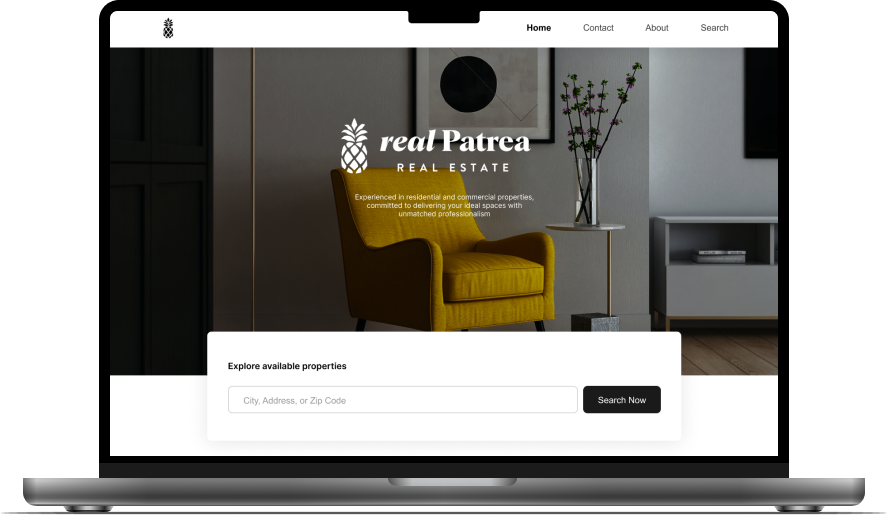 Home Contact About Search
real Patrea
REAL ESTATE
Experienced in residential and commercial properties,
committed to delivering your ideal spaces with
unmatched professionalism
Explore available properties
City, Address, or Zip Code
Search Now